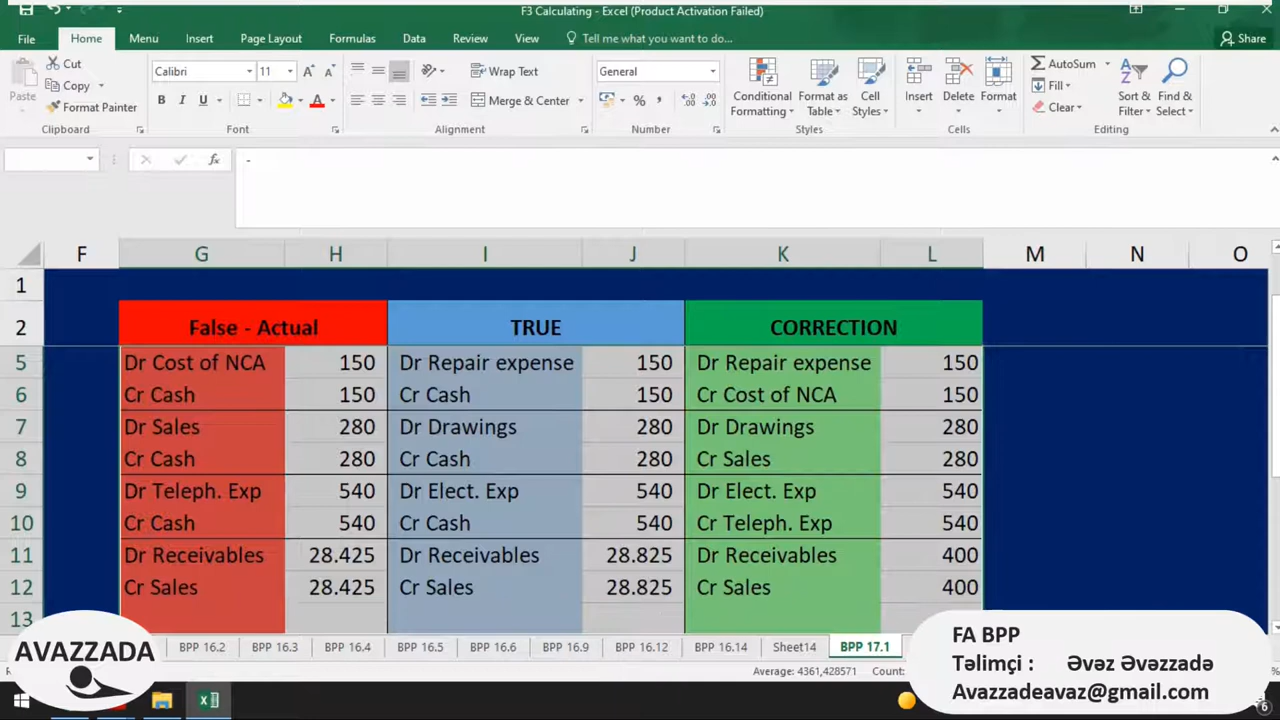 F3 Calculating - Excel (Product Activation Failed)
File Home Menu Insert Page Layout Formulas Data Review View Tell me what you want to do... Share
Paste Cut Copy Format Painter Clipboard
Calibri 11 B I U A Font
Wrap Text Merge & Center Alignment
General % , Number
Conditional Formatting Format as Table Cell Styles Styles
Insert Delete Format Cells
AutoSum Fill Clear Sort & Filter Find & Select Editing
fx -
F G H I J K L M N O
1
2 False - Actual TRUE CORRECTION
5 Dr Cost of NCA 150 Dr Repair expense 150 Dr Repair expense 150
6 Cr Cash 150 Cr Cash 150 Cr Cost of NCA 150
7 Dr Sales 280 Dr Drawings 280 Dr Drawings 280
8 Cr Cash 280 Cr Cash 280 Cr Sales 280
9 Dr Teleph. Exp 540 Dr Elect. Exp 540 Dr Elect. Exp 540
10 Cr Cash 540 Cr Cash 540 Cr Teleph. Exp 540
11 Dr Receivables 28.425 Dr Receivables 28.825 Dr Receivables 400
12 Cr Sales 28.425 Cr Sales 28.825 Cr Sales 400
13
BPP 16.2 BPP 16.3 BPP 16.4 BPP 16.5 BPP 16.6 BPP 16.9 BPP 16.12 BPP 16.14 Sheet14 BPP 17.1
Average: 4361,428571 Count:
AVAZZADA
FA BPP
Təlimçi : Əvəz Əvəzzadə
Avazzadeavaz@gmail.com
6